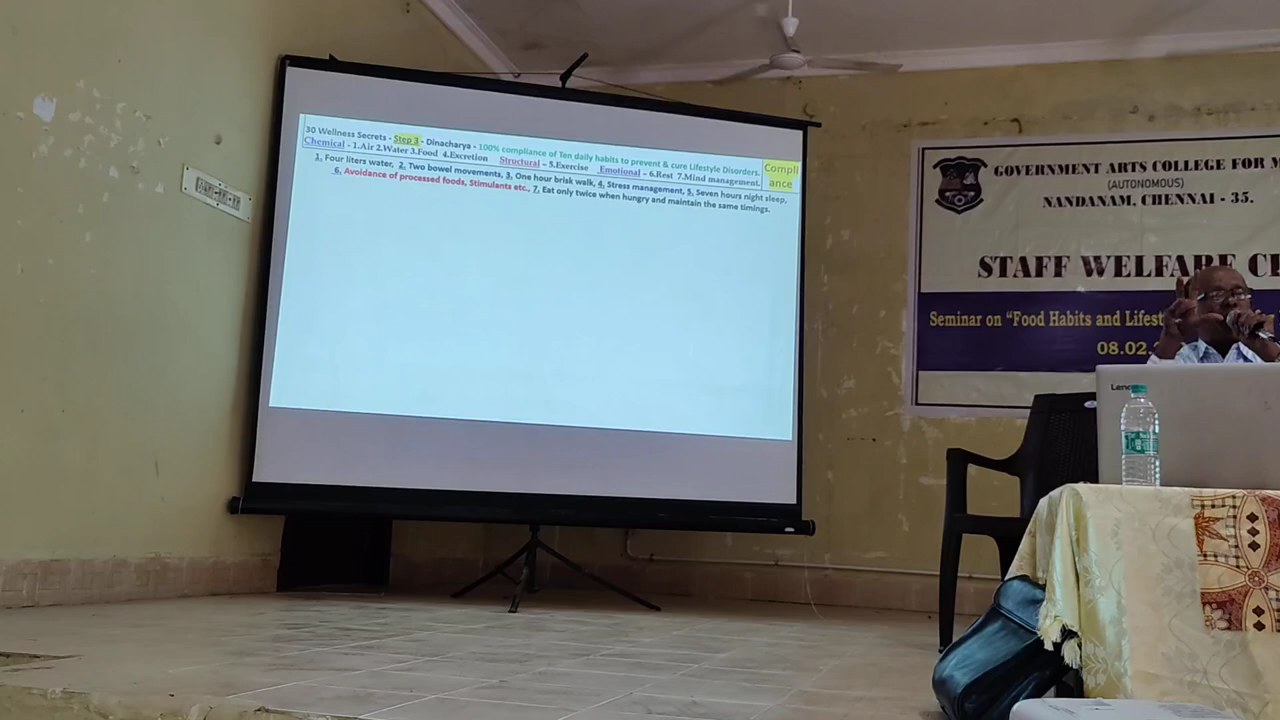 30 Wellness Secrets - Step 3 - Dinacharya - 100% compliance of Ten daily habits to prevent & cure Lifestyle Disorders.
Chemical - 1.Air 2.Water 3.Food 4.Excretion Structural – 5.Exercise Emotional – 6.Rest 7.Mind management.
Compli
ance
1. Four liters water, 2. Two bowel movements, 3. One hour brisk walk, 4. Stress management, 5. Seven hours night sleep,
6. Avoidance of processed foods, Stimulants etc., 7. Eat only twice when hungry and maintain the same timings.
GOVERNMENT ARTS COLLEGE FOR M
(AUTONOMOUS)
NANDANAM, CHENNAI - 35.
STAFF WELFARE
Seminar on “Food Habits and Lifest
08.02.
Leno